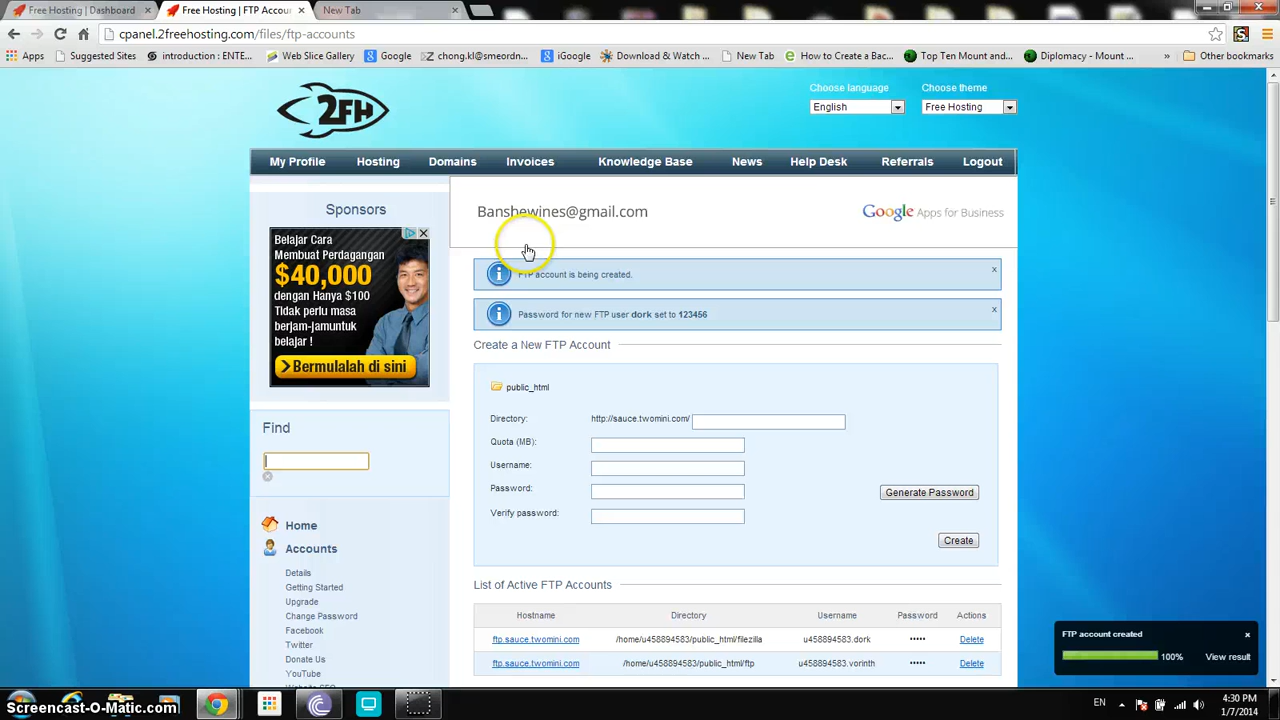 Free Hosting | Dashboard
Free Hosting | FTP Accou
New Tab
cpanel.2freehosting.com/files/ftp-accounts
Apps
Suggested Sites
introduction : ENTE...
Web Slice Gallery
Google
chong.kl@smeordn...
iGoogle
Download & Watch ...
New Tab
How to Create a Bac...
Top Ten Mount and...
Diplomacy - Mount ...
»
Other bookmarks
2FH
Choose language
English
Choose theme
Free Hosting
My Profile
Hosting
Domains
Invoices
Knowledge Base
News
Help Desk
Referrals
Logout
Sponsors
Belajar Cara
Membuat Perdagangan
$40,000
dengan Hanya $100
Tidak perlu masa
berjam-jamuntuk
belajar !
>Bermulalah di sini
Find
Home
Accounts
Details
Getting Started
Upgrade
Change Password
Facebook
Twitter
Donate Us
YouTube
Banshewines@gmail.com
Google Apps for Business
FTP account is being created.
x
Password for new FTP user dork set to 123456
x
Create a New FTP Account
public_html
Directory:
http://sauce.twomini.com/
Quota (MB):
Username:
Password:
Generate Password
Verify password:
Create
List of Active FTP Accounts
Hostname
Directory
Username
Password
Actions
ftp.sauce.twomini.com
/home/u458894583/public_html/filezilla
u458894583.dork
•••••
Delete
ftp.sauce.twomini.com
/home/u458894583/public_html/ftp
u458894583.vorinth
•••••
Delete
FTP account created
x
100%
View result
Screencast-O-Matic.com
EN
4:30 PM
1/7/2014